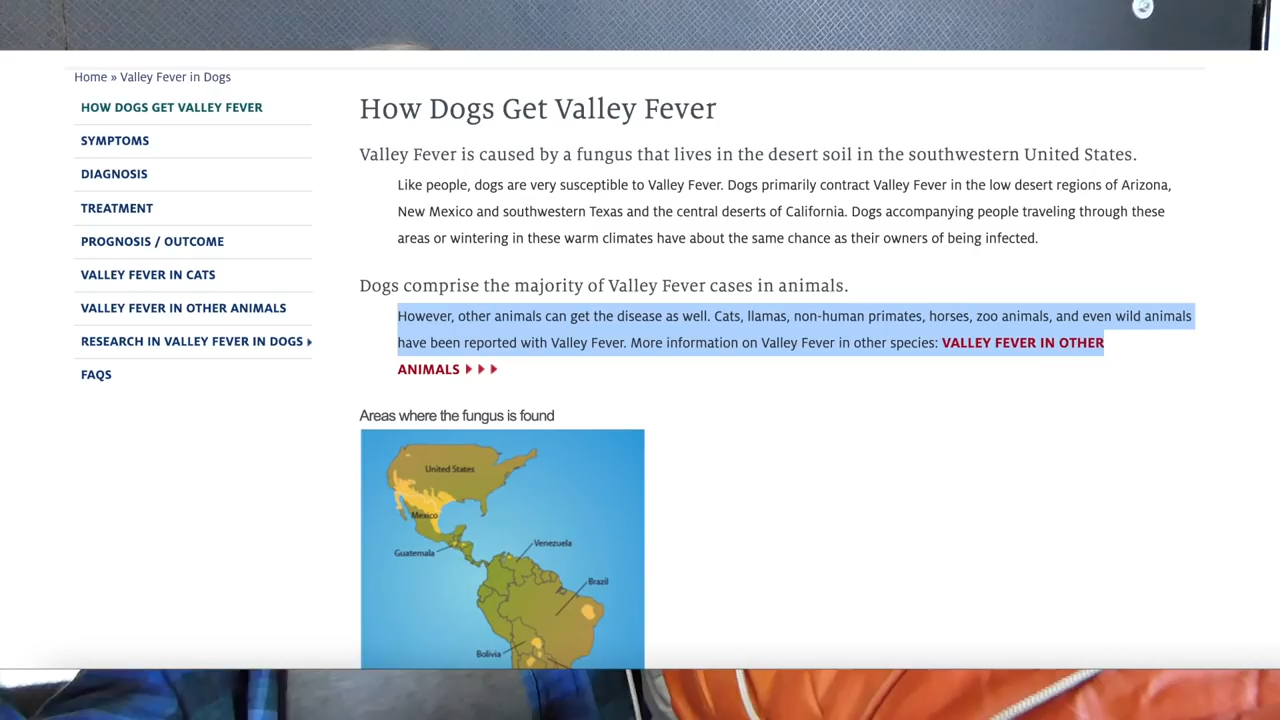 Home » Valley Fever in Dogs
HOW DOGS GET VALLEY FEVER
SYMPTOMS
DIAGNOSIS
TREATMENT
PROGNOSIS / OUTCOME
VALLEY FEVER IN CATS
VALLEY FEVER IN OTHER ANIMALS
RESEARCH IN VALLEY FEVER IN DOGS
FAQS
How Dogs Get Valley Fever
Valley Fever is caused by a fungus that lives in the desert soil in the southwestern United States.
Like people, dogs are very susceptible to Valley Fever. Dogs primarily contract Valley Fever in the low desert regions of Arizona,
New Mexico and southwestern Texas and the central deserts of California. Dogs accompanying people traveling through these
areas or wintering in these warm climates have about the same chance as their owners of being infected.
Dogs comprise the majority of Valley Fever cases in animals.
However, other animals can get the disease as well. Cats, llamas, non-human primates, horses, zoo animals, and even wild animals
have been reported with Valley Fever. More information on Valley Fever in other species: VALLEY FEVER IN OTHER
ANIMALS
Areas where the fungus is found
United States
Mexico
Guatemala
Venezuela
Brazil
Bolivia